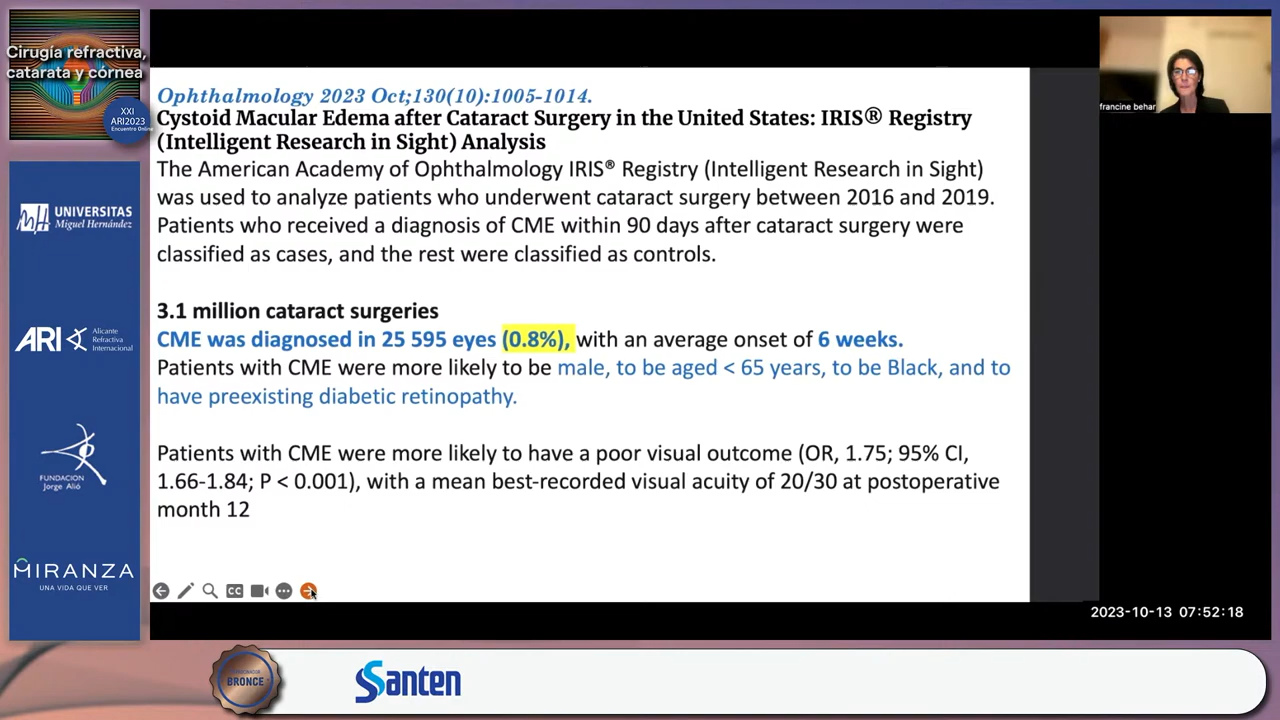 Cirugía refractiva,
catarata y córnea
XXI
ARI2023
Encuentro Online
UNIVERSITAS
Miguel Hernández
ARI
Alicante
Refractiva
Internacional
FUNDACION
Jorge Alió
MIRANZA
UNA VIDA QUE VER
Ophthalmology 2023 Oct;130(10):1005-1014.
Cystoid Macular Edema after Cataract Surgery in the United States: IRIS® Registry
(Intelligent Research in Sight) Analysis
The American Academy of Ophthalmology IRIS® Registry (Intelligent Research in Sight)
was used to analyze patients who underwent cataract surgery between 2016 and 2019.
Patients who received a diagnosis of CME within 90 days after cataract surgery were
classified as cases, and the rest were classified as controls.
3.1 million cataract surgeries
CME was diagnosed in 25 595 eyes (0.8%), with an average onset of 6 weeks.
Patients with CME were more likely to be male, to be aged < 65 years, to be Black, and to
have preexisting diabetic retinopathy.
Patients with CME were more likely to have a poor visual outcome (OR, 1.75; 95% CI,
1.66-1.84; P < 0.001), with a mean best-recorded visual acuity of 20/30 at postoperative
month 12
CC
francine behar
2023-10-13 07:52:18
BRONCE
Santen